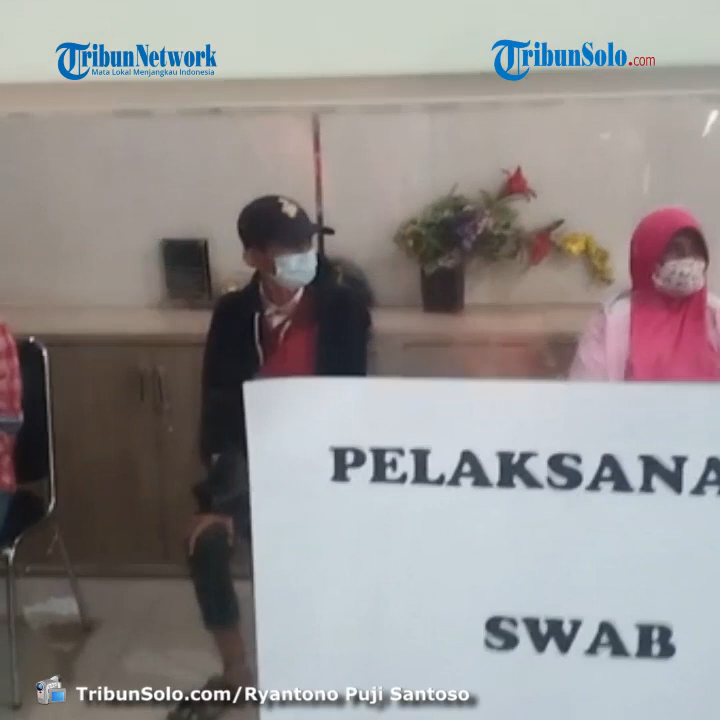 TribunNetwork
Mata Lokal Menjangkau Indonesia
TribunSolo.com
PELAKSANA
SWAB
TribunSolo.com/Ryantono Puji Santoso